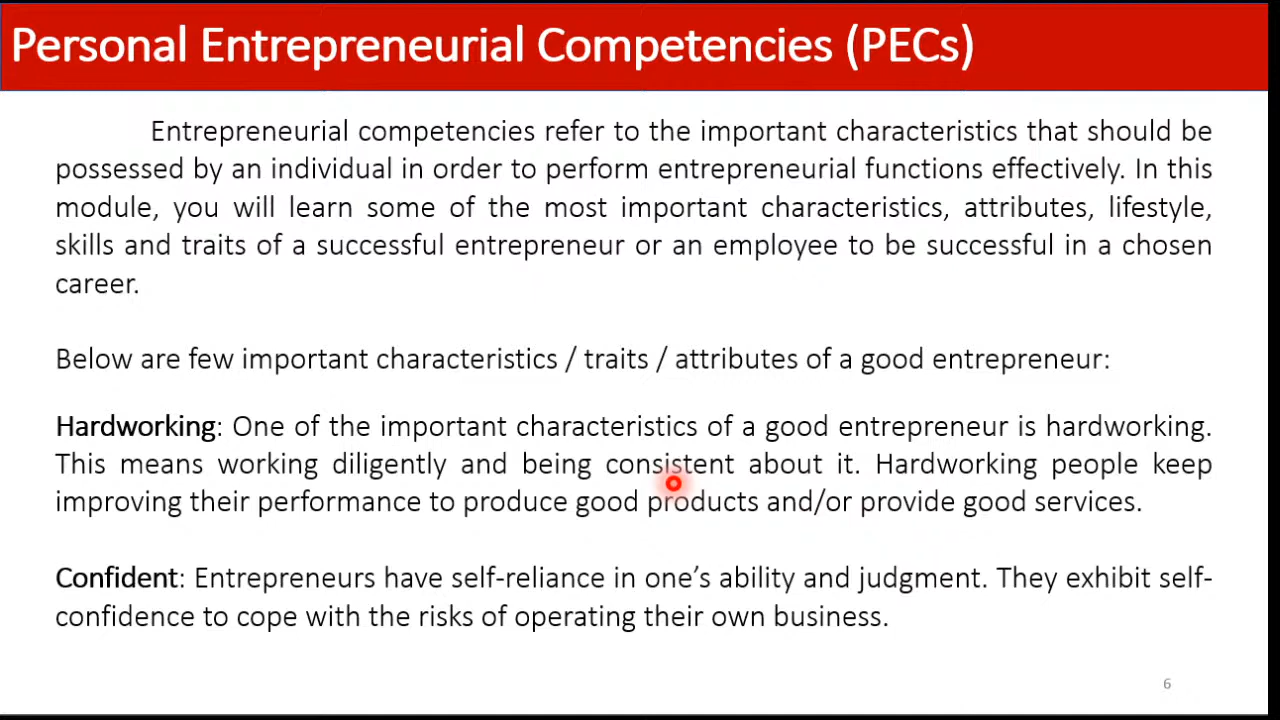 Personal Entrepreneurial Competencies (PECs)
Entrepreneurial competencies refer to the important characteristics that should be
possessed by an individual in order to perform entrepreneurial functions effectively. In this
module, you will learn some of the most important characteristics, attributes, lifestyle,
skills and traits of a successful entrepreneur or an employee to be successful in a chosen
career.
Below are few important characteristics / traits / attributes of a good entrepreneur:
Hardworking: One of the important characteristics of a good entrepreneur is hardworking.
This means working diligently and being consistent about it. Hardworking people keep
improving their performance to produce good products and/or provide good services.
Confident: Entrepreneurs have self-reliance in one’s ability and judgment. They exhibit self-
confidence to cope with the risks of operating their own business.
6